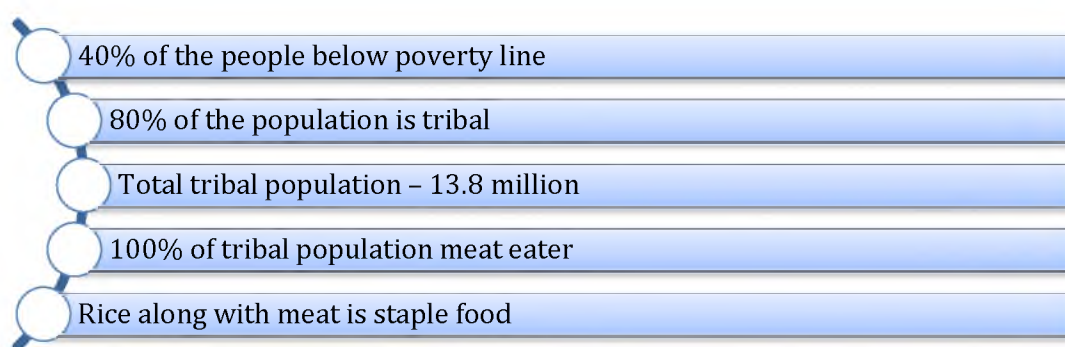 40% of the people below poverty line
80% of the population is tribal
Total tribal population – 13.8 million
100% of tribal population meat eater
Rice along with meat is staple food